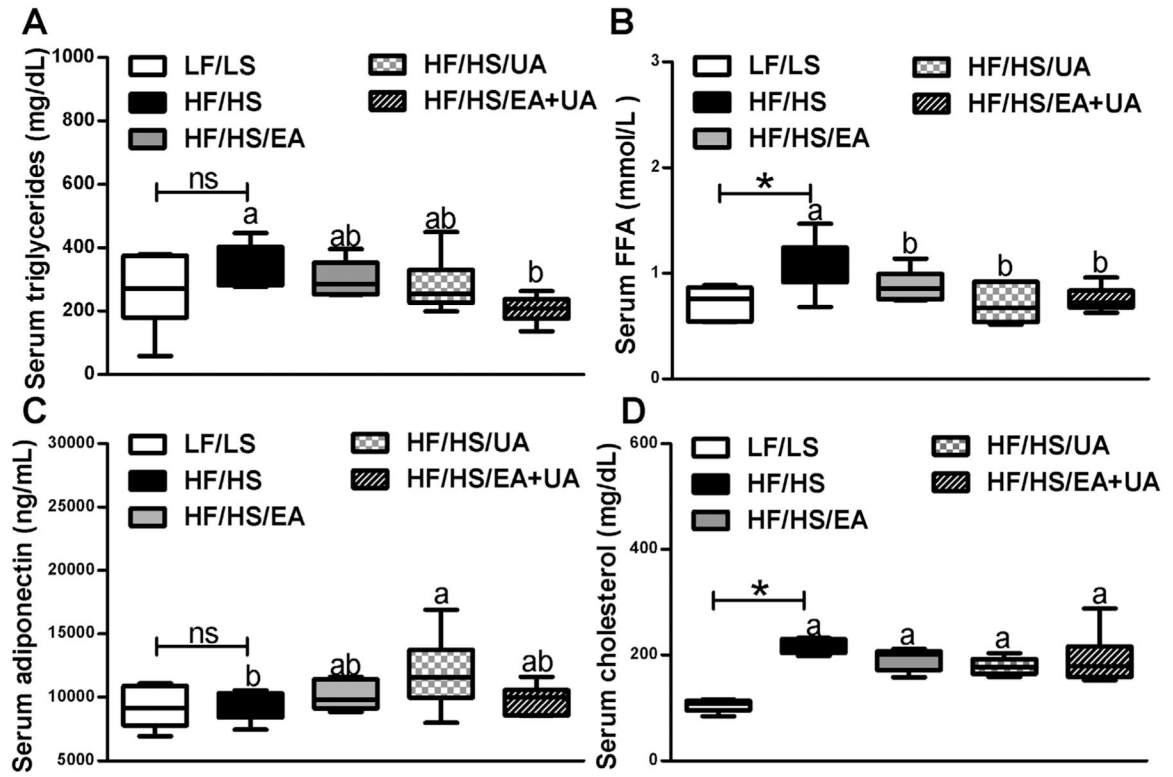 A
Serum triglycerides (mg/dL)
1000
800
600
400
200
0
LF/LS
HF/HS
HF/HS/EA
HF/HS/UA
HF/HS/EA+UA
ns
a
ab
ab
b
B
Serum FFA (mmol/L )
3
2
1
0
LF/LS
HF/HS
HF/HS/EA
HF/HS/UA
HF/HS/EA+UA
*
a
b
b
b
C
Serum adiponectin (ng/mL)
30000
25000
20000
15000
10000
5000
LF/LS
HF/HS
HF/HS/EA
HF/HS/UA
HF/HS/EA+UA
ns
b
ab
a
ab
D
Serum cholesterol (mg/dL)
600
400
200
0
LF/LS
HF/HS
HF/HS/EA
HF/HS/UA
HF/HS/EA+UA
*
a
a
a
a